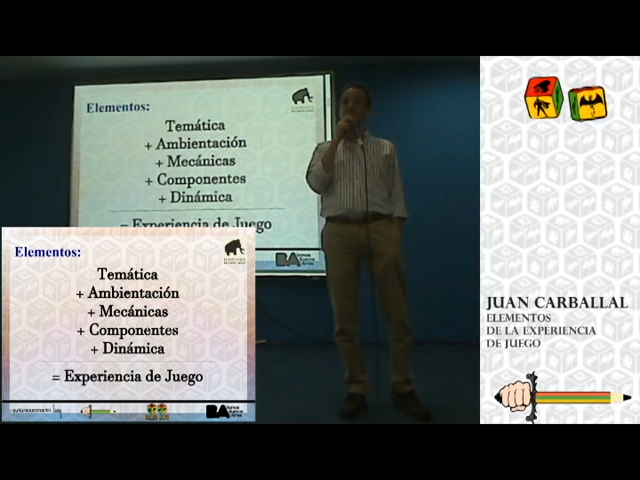 Elementos:
Temática
+ Ambientación
+ Mecánicas
+ Componentes
+ Dinámica
= Experiencia de Juego
Elementos:
Temática
+ Ambientación
+ Mecánicas
+ Componentes
+ Dinámica
= Experiencia de Juego
BA
JUAN CARBALLAL
ELEMENTOS
DE LA EXPERIENCIA
DE JUEGO